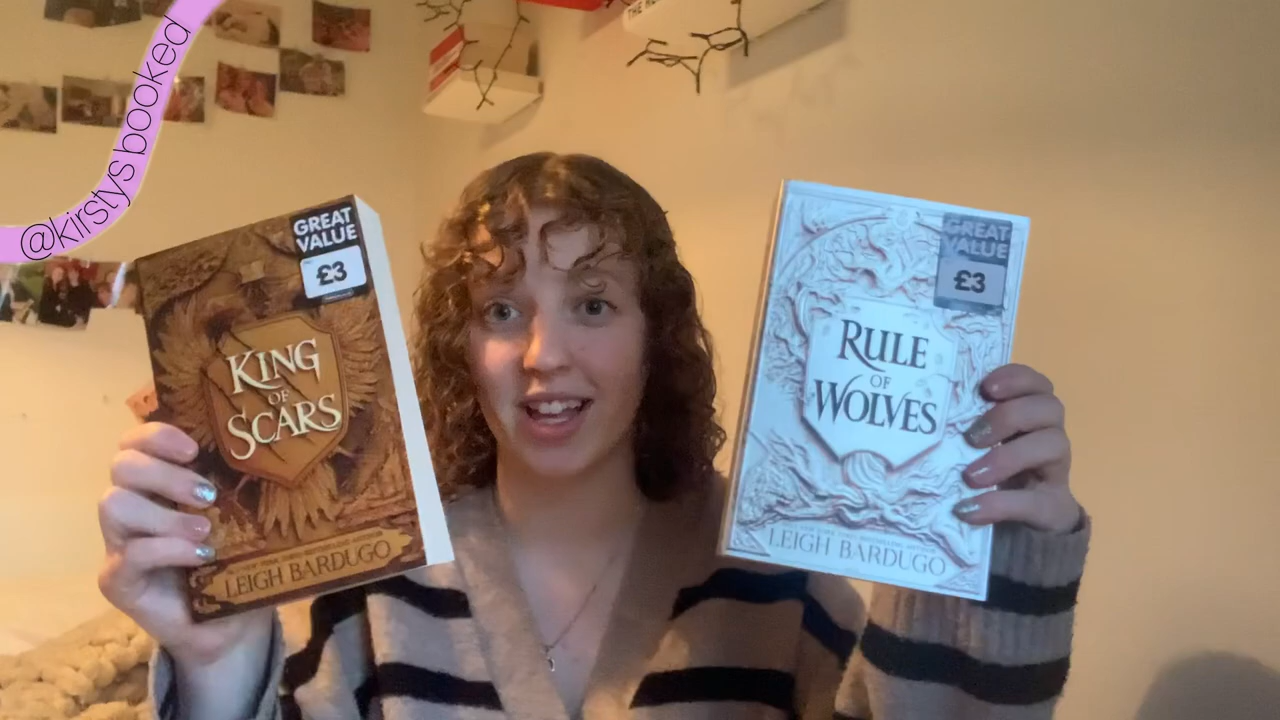 @kirstysbooked
GREAT
VALUE
£3
KING
OF
SCARS
LEIGH BARDUGO
GREAT
VALUE
£3
RULE
OF
WOLVES
LEIGH BARDUGO